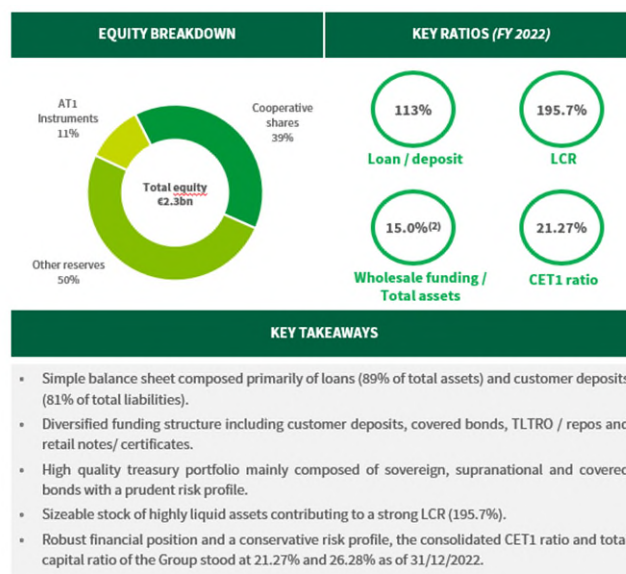 EQUITY BREAKDOWN
KEY RATIOS (FY 2022)
AT1
Instruments
11%
Cooperative
shares
39%
Total equity
€2.3bn
Other reserves
50%
113%
Loan / deposit
195.7%
LCR
15.0%(2)
Wholesale funding /
Total assets
21.27%
CET1 ratio
KEY TAKEAWAYS
▪ Simple balance sheet composed primarily of loans (89% of total assets) and customer deposits
(81% of total liabilities).
▪ Diversified funding structure including customer deposits, covered bonds, TLTRO / repos and
retail notes/ certificates.
▪ High quality treasury portfolio mainly composed of sovereign, supranational and covered
bonds with a prudent risk profile.
▪ Sizeable stock of highly liquid assets contributing to a strong LCR (195.7%).
▪ Robust financial position and a conservative risk profile, the consolidated CET1 ratio and total
capital ratio of the Group stood at 21.27% and 26.28% as of 31/12/2022.